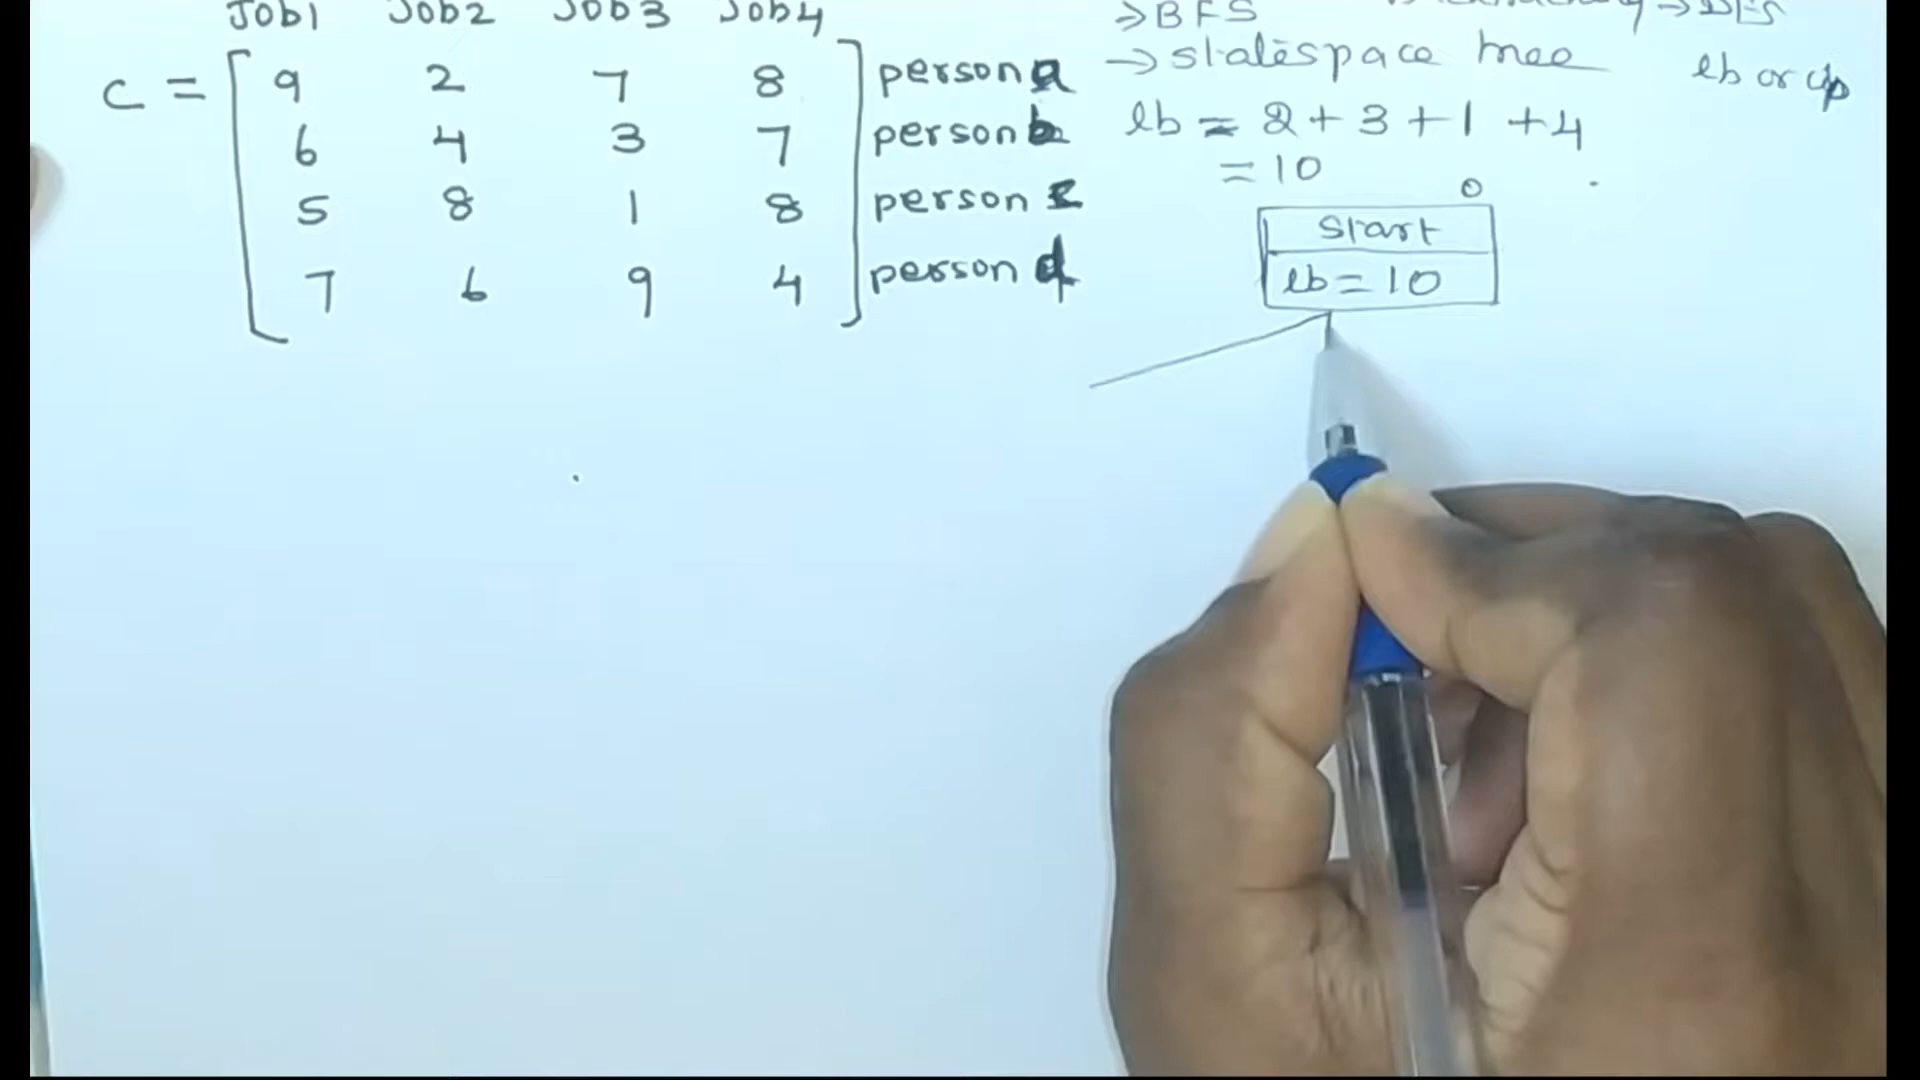 Job1 Job2 Job3 Job4
C = 9 2 7 8 person a
6 4 3 7 person b
5 8 1 8 person c
7 6 9 4 person d
→BFS → DFS
→ statespace tree lb or up
lb = 2 + 3 + 1 + 4
= 10
0
Start
lb = 10